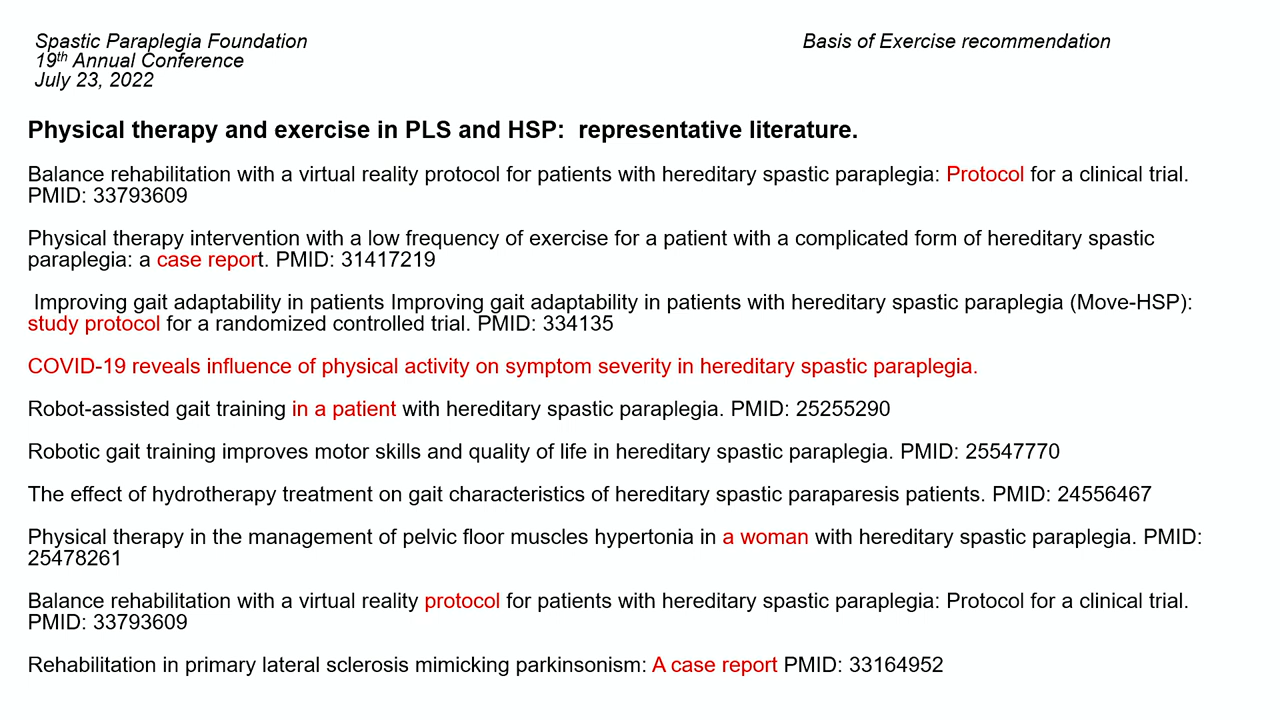 Spastic Paraplegia Foundation
19th Annual Conference
July 23, 2022
Basis of Exercise recommendation
Physical therapy and exercise in PLS and HSP:  representative literature.
Balance rehabilitation with a virtual reality protocol for patients with hereditary spastic paraplegia: Protocol for a clinical trial.
PMID: 33793609
Physical therapy intervention with a low frequency of exercise for a patient with a complicated form of hereditary spastic
paraplegia: a case report. PMID: 31417219
Improving gait adaptability in patients Improving gait adaptability in patients with hereditary spastic paraplegia (Move-HSP):
study protocol for a randomized controlled trial. PMID: 334135
COVID-19 reveals influence of physical activity on symptom severity in hereditary spastic paraplegia.
Robot-assisted gait training in a patient with hereditary spastic paraplegia. PMID: 25255290
Robotic gait training improves motor skills and quality of life in hereditary spastic paraplegia. PMID: 25547770
The effect of hydrotherapy treatment on gait characteristics of hereditary spastic paraparesis patients. PMID: 24556467
Physical therapy in the management of pelvic floor muscles hypertonia in a woman with hereditary spastic paraplegia. PMID:
25478261
Balance rehabilitation with a virtual reality protocol for patients with hereditary spastic paraplegia: Protocol for a clinical trial.
PMID: 33793609
Rehabilitation in primary lateral sclerosis mimicking parkinsonism: A case report PMID: 33164952